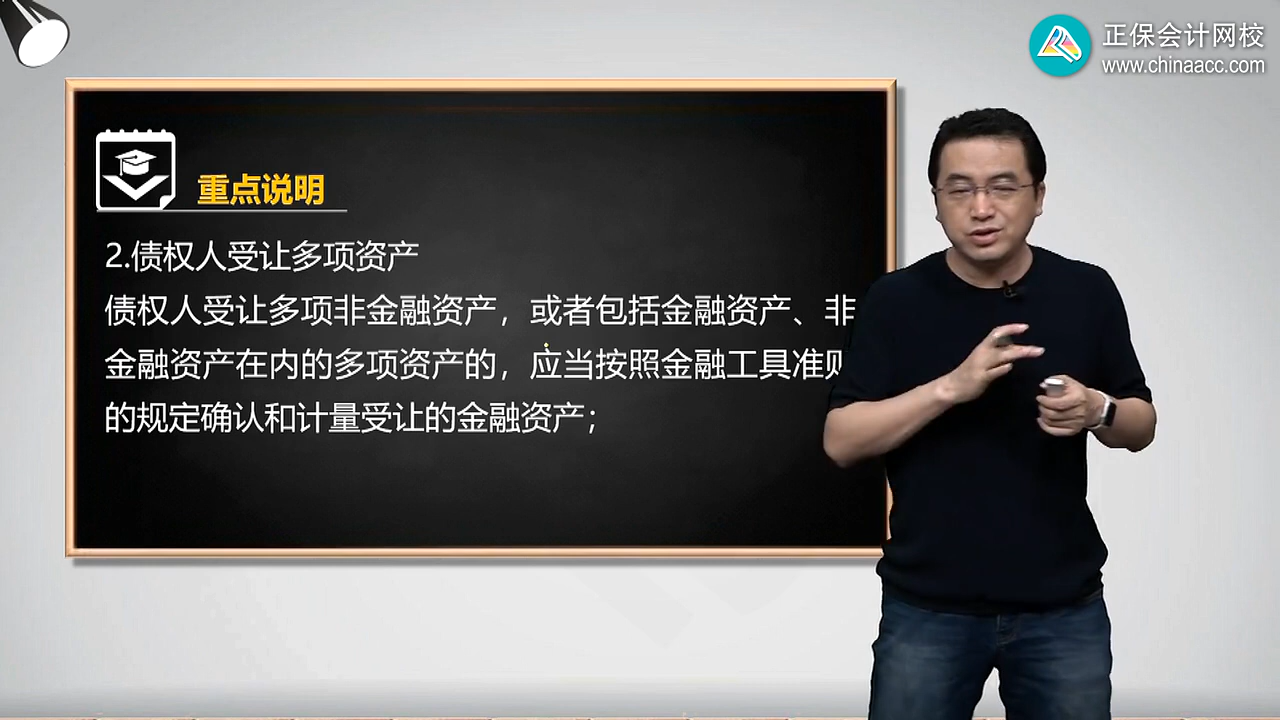 正保会计网校
www.chinaacc.com
重点说明
2.债权人受让多项资产
债权人受让多项非金融资产，或者包括金融资产、非
金融资产在内的多项资产的，应当按照金融工具准则
的规定确认和计量受让的金融资产；